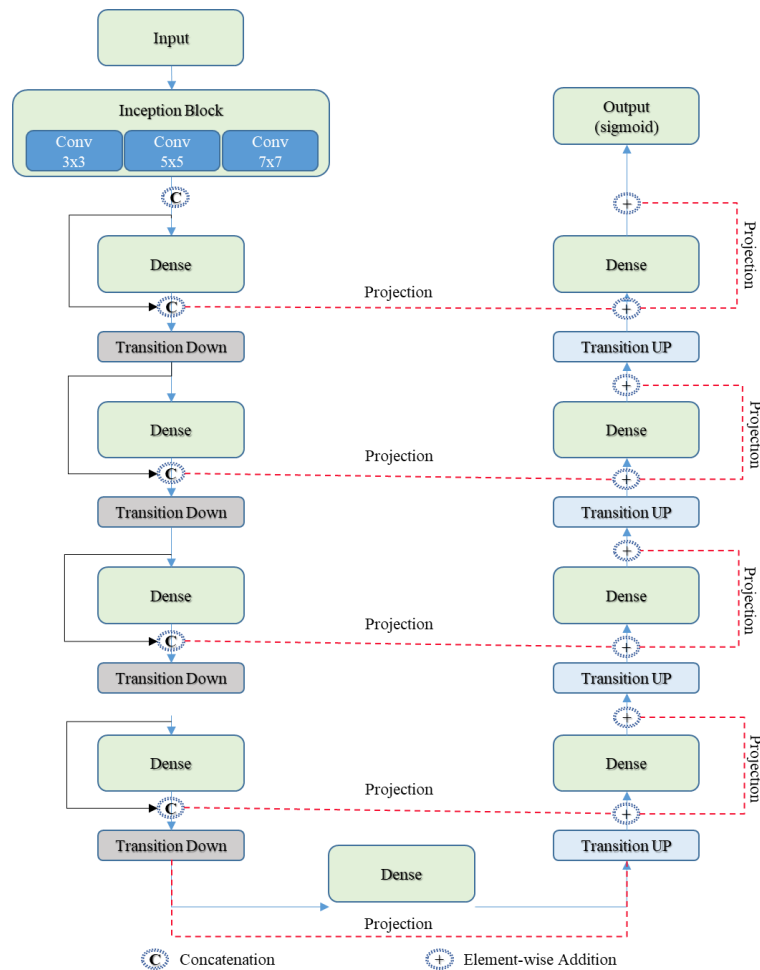 Input
Inception Block
Conv
3x3
Conv
5x5
Conv
7x7
C
Dense
C
Transition Down
Dense
C
Transition Down
Dense
C
Transition Down
Dense
C
Transition Down
Dense
Projection
Projection
Projection
Projection
Projection
Output
(sigmoid)
+
Projection
Dense
+
Transition UP
+
Projection
Dense
+
Transition UP
+
Projection
Dense
+
Transition UP
+
Projection
Dense
+
Transition UP
C Concatenation
+ Element-wise Addition